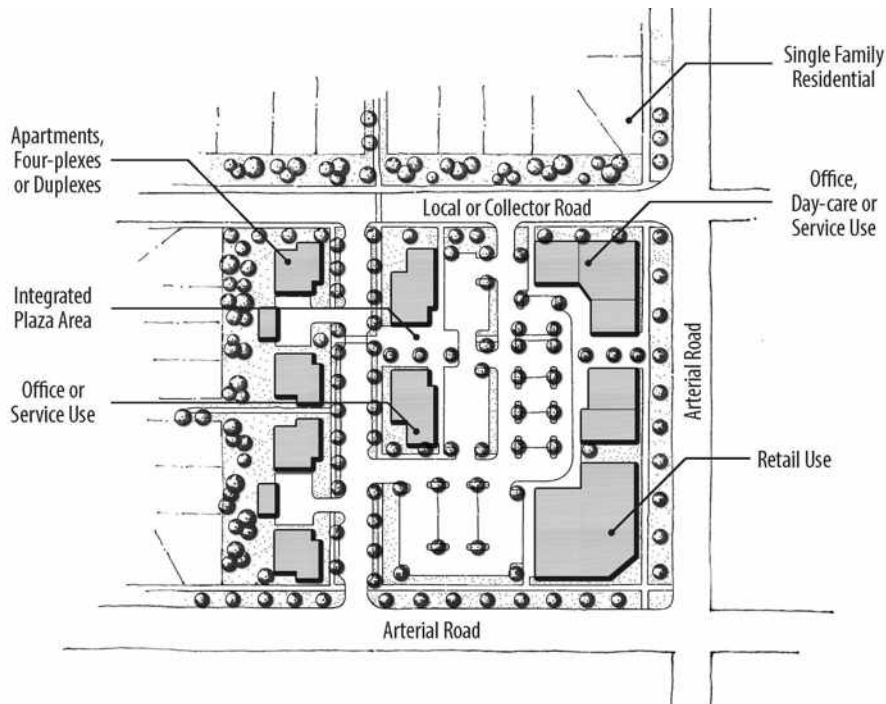 Single Family
Residential
Apartments,
Four-plexes
or Duplexes
Office,
Day-care or
Service Use
Local or Collector Road
Integrated
Plaza Area
Arterial Road
Office or
Service Use
Retail Use
Arterial Road